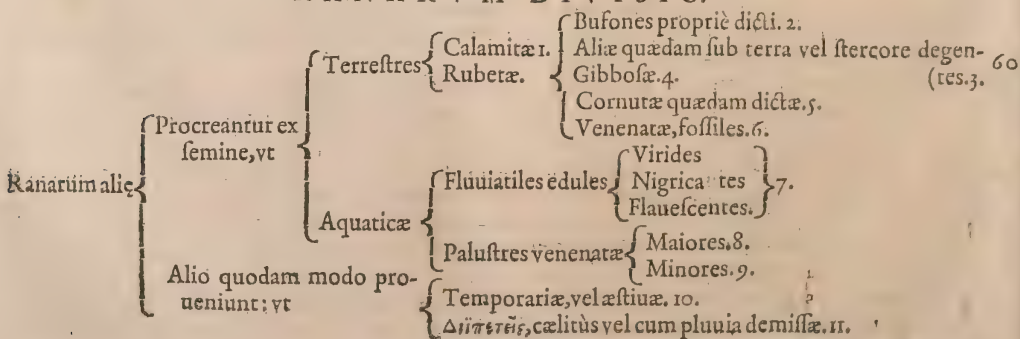 Bufones propriè dicti. 2.
Calamitæ 1.
Aliæ quædam ſub terra vel ſtercore degen-
60
Terreſtres
Rubetæ.
Gibboſæ. 4.
(tes. 3.
Cornutæ quædam dictæ. 5.
Procreantur ex
ſemine, vt
Venenatæ, foſſiles. 6.
Ranarum alię
Virides
Fluuiatiles edules
Nigricantes
7.
Flaueſcentes.
Aquaticæ
Paluſtres venenatæ
Maiores. 8.
Minores. 9.
Alio quodam modo pro-
ueniunt: vt
Temporariæ, vel æſtiuæ. 10.
cælitùs vel cum pluuia demiſſæ. 11.